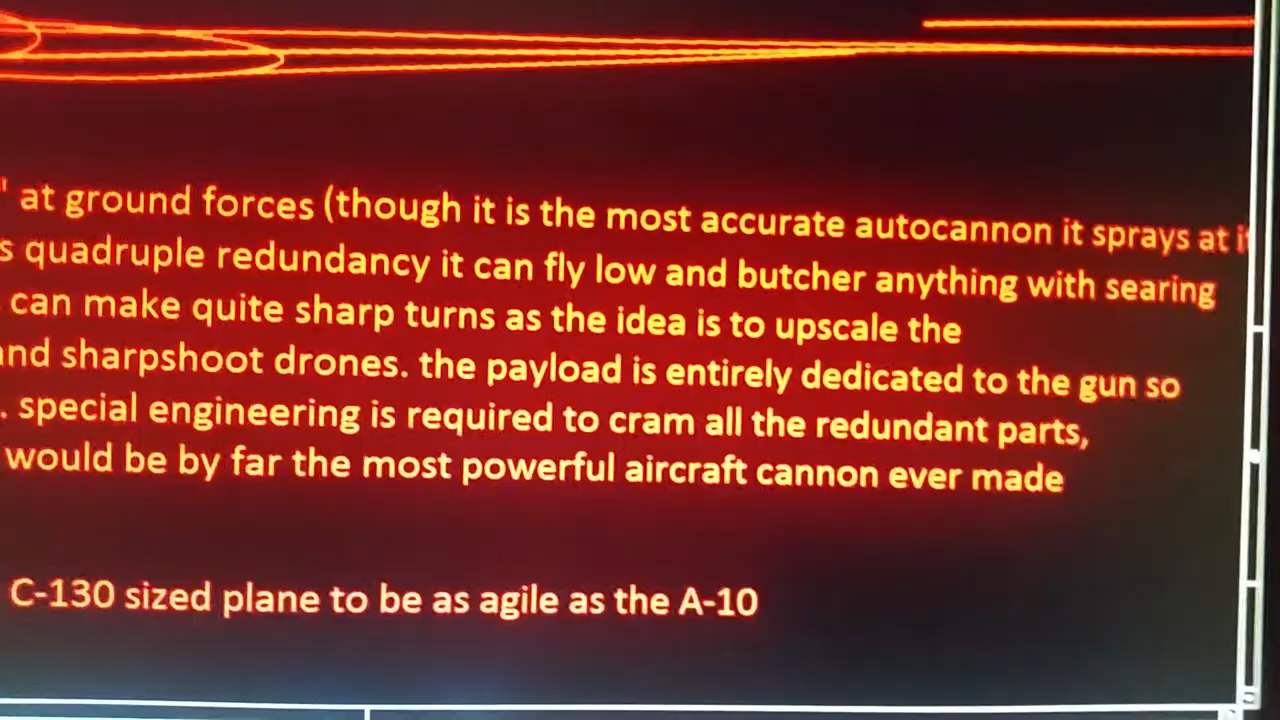 " at ground forces (though it is the most accurate autocannon it sprays at
quadruple redundancy it can fly low and butcher anything with searing
can make quite sharp turns as the idea is to upscale the
and sharpshoot drones. the payload is entirely dedicated to the gun so
. special engineering is required to cram all the redundant parts,
would be by far the most powerful aircraft cannon ever made
C-130 sized plane to be as agile as the A-10